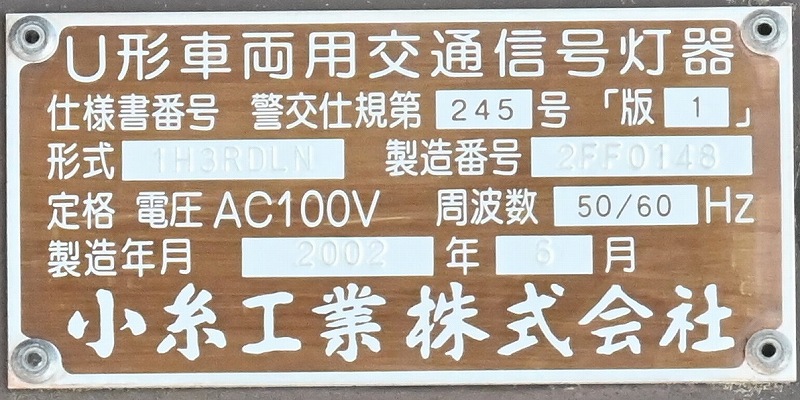 U形車両用交通信号灯器
仕様書番号 警交仕規第 245 号 「版 1 」
形式 1H3RDLN 製造番号 2FF0148
定格 電圧 AC100V 周波数 50/60 Hz
製造年月 2002 年 6 月
小糸工業株式会社